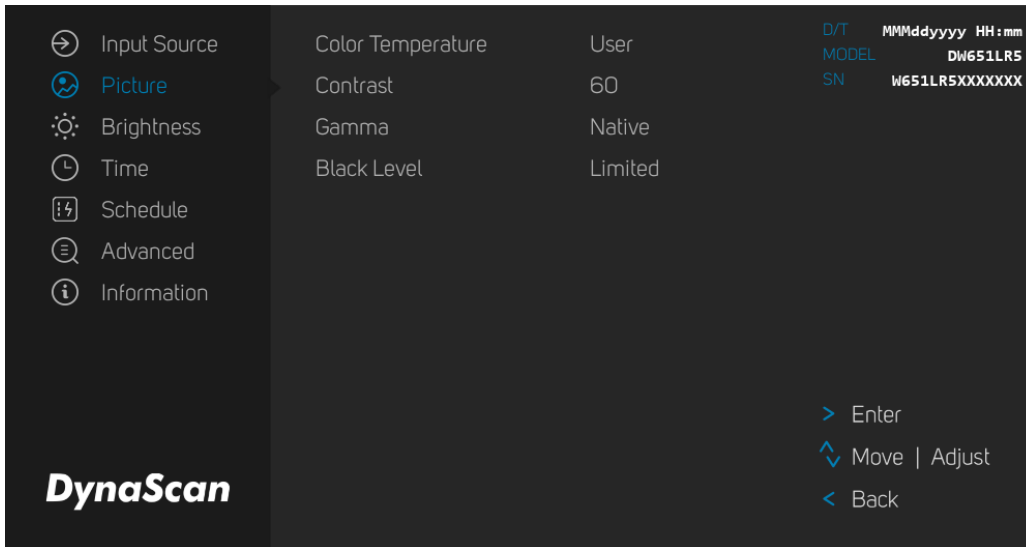 Input Source
Picture
Brightness
Time
Schedule
Advanced
Information
DynaScan
Color Temperature User
Contrast 60
Gamma Native
Black Level Limited
D/T MMMddyyyy HH:mm
MODEL DW651LR5
SN W651LR5XXXXXXX
> Enter
Move | Adjust
< Back